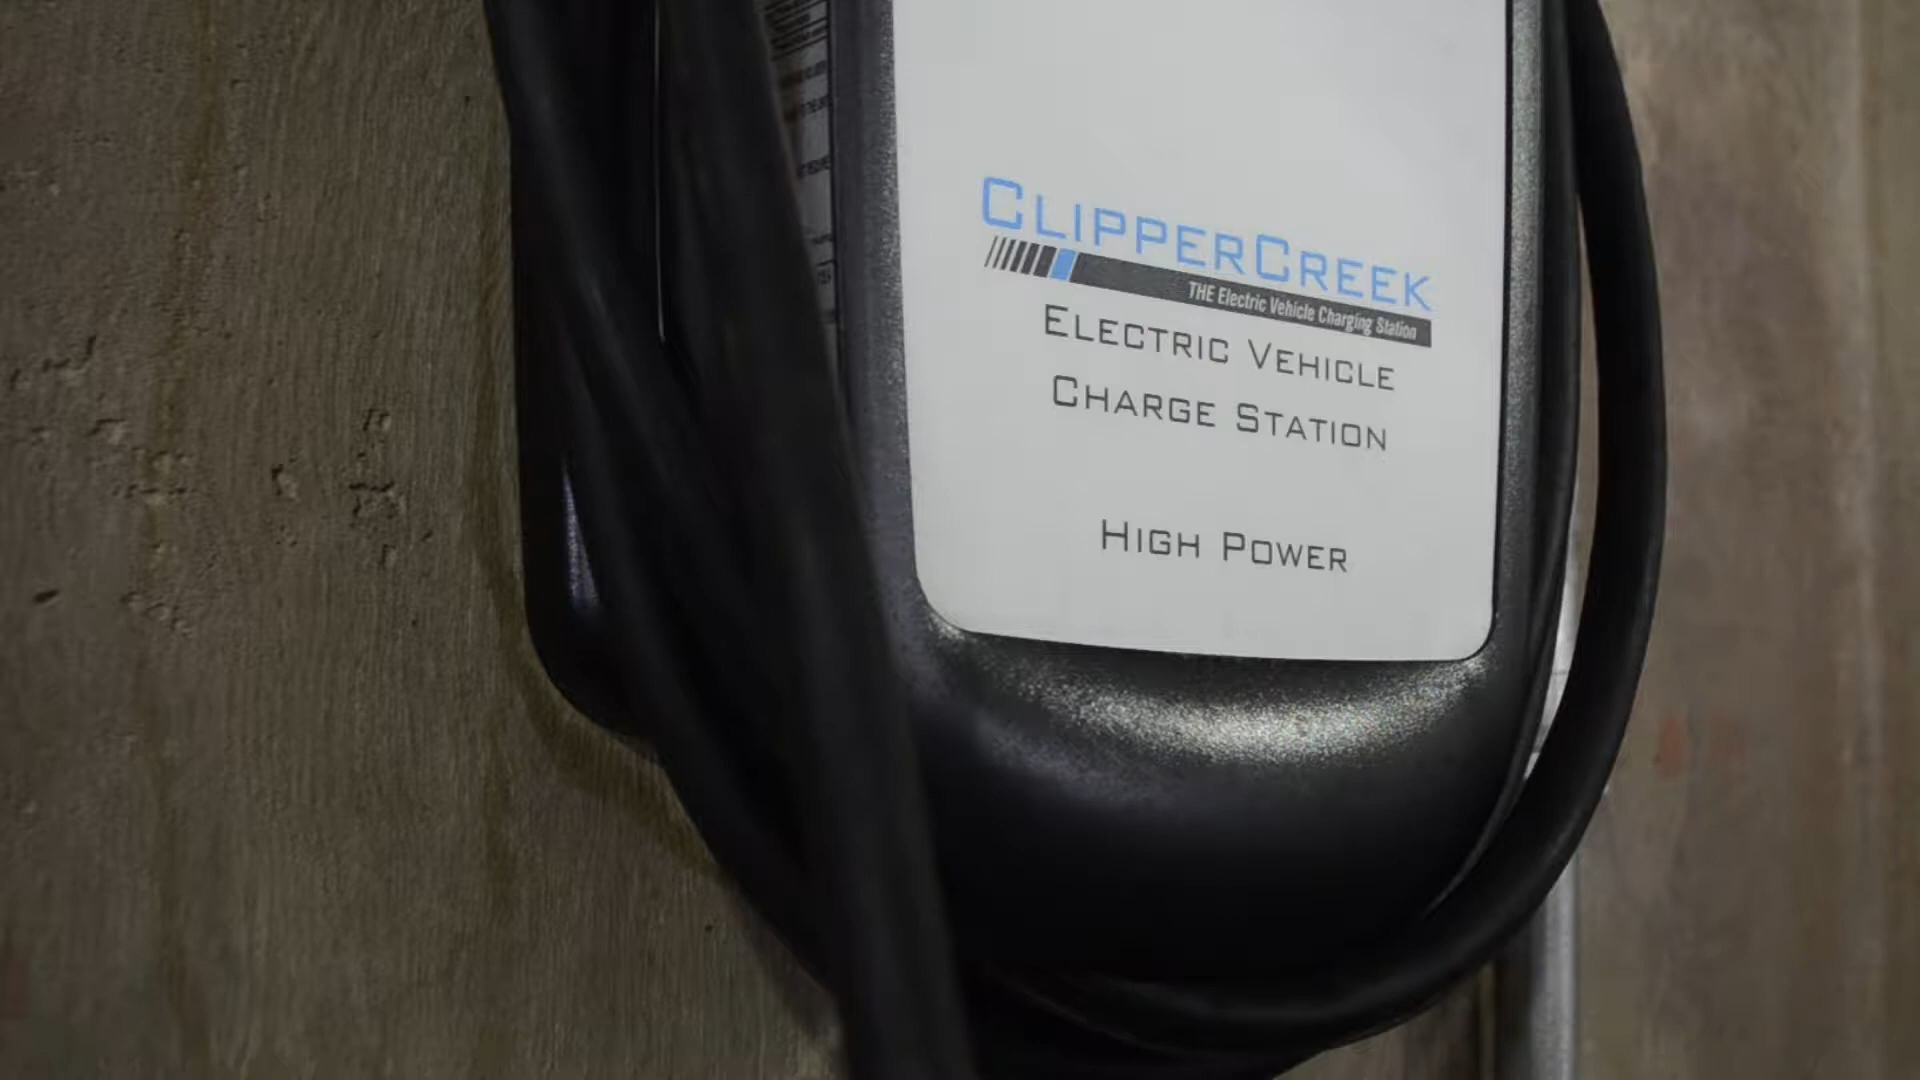 CLIPPERCREEK
THE Electric Vehicle Charging Station
ELECTRIC VEHICLE
CHARGE STATION
HIGH POWER